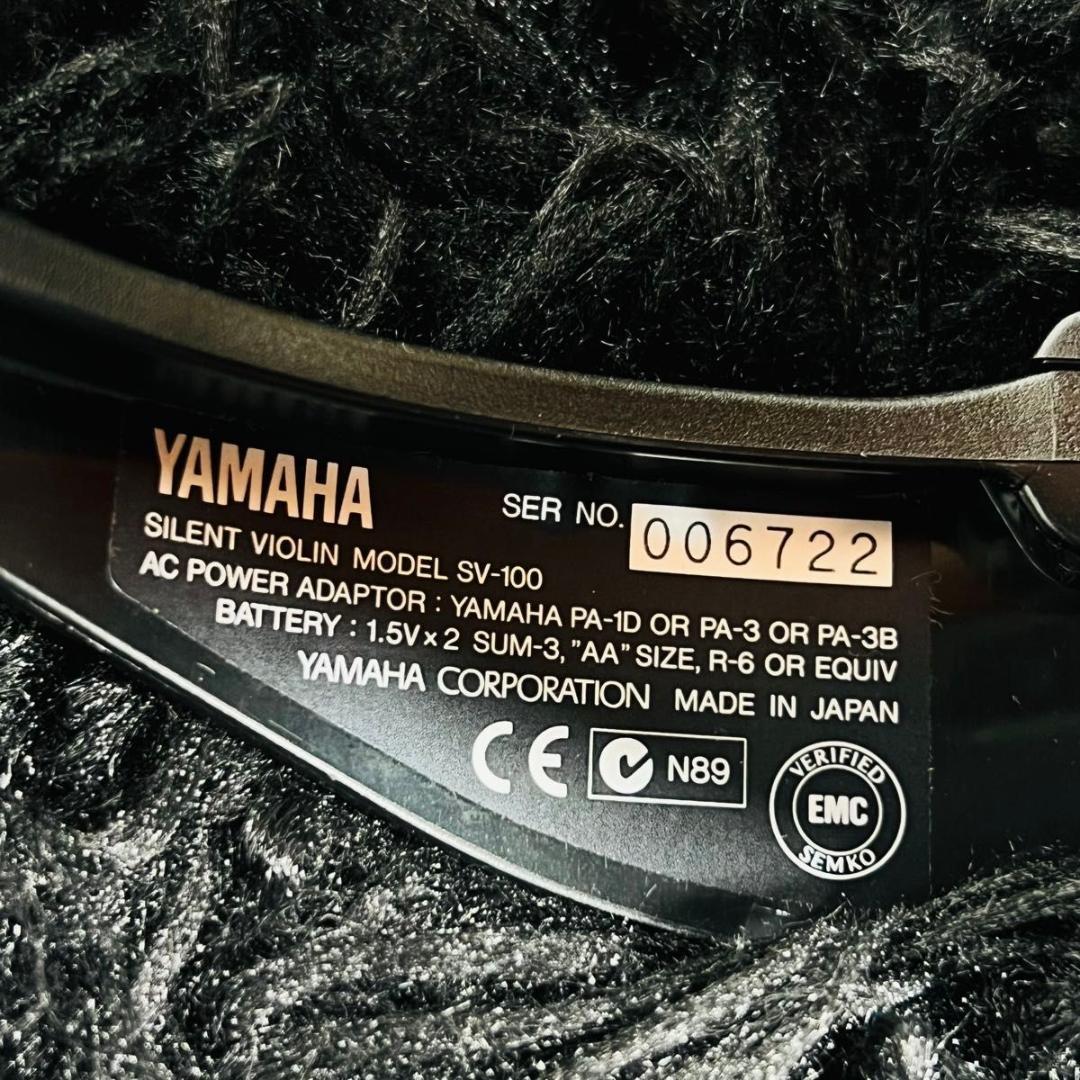 YAMAHA
SER NO. 006722
SILENT VIOLIN MODEL SV-100
AC POWER ADAPTOR : YAMAHA PA-1D OR PA-3 OR PA-3B
BATTERY : 1.5V×2 SUM-3, "AA" SIZE, R-6 OR EQUIV
YAMAHA CORPORATION MADE IN JAPAN
CE N89
VERIFIED
EMC
SEMKO